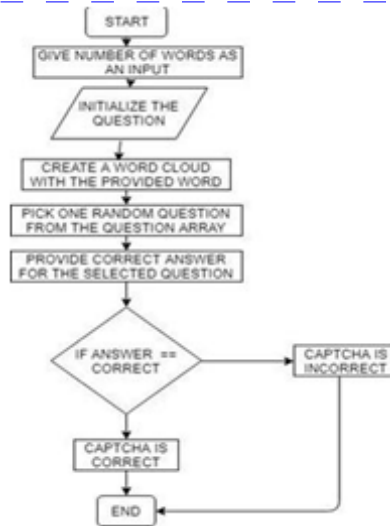 START
GIVE NUMBER OF WORDS AS
AN INPUT
INITIALIZE THE
QUESTION
CREATE A WORD CLOUD
WITH THE PROVIDED WORD
PICK ONE RANDOM QUESTION
FROM THE QUESTION ARRAY
PROVIDE CORRECT ANSWER
FOR THE SELECTED QUESTION
IF ANSWER ==
CORRECT
CAPTCHA IS
INCORRECT
CAPTCHA IS
CORRECT
END